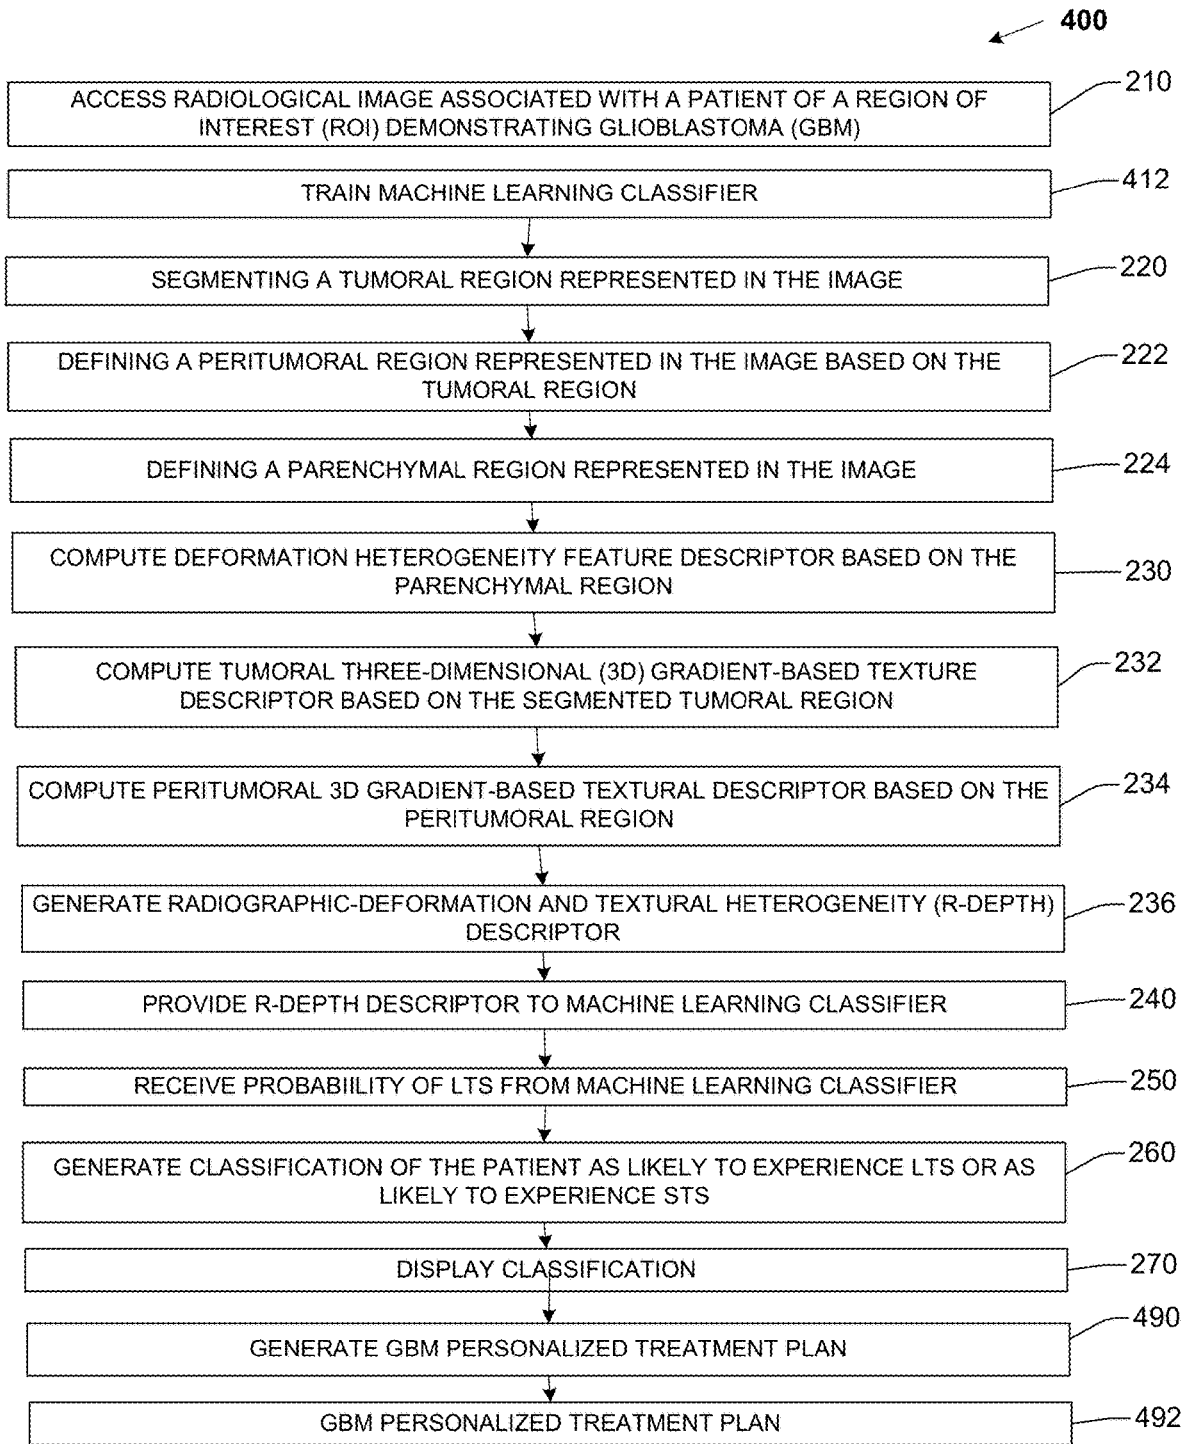 400
ACCESS RADIOLOGICAL IMAGE ASSOCIATED WITH A PATIENT OF A REGION OF
INTEREST (ROI) DEMONSTRATING GLIOBLASTOMA (GBM)
210
TRAIN MACHINE LEARNING CLASSIFIER
412
SEGMENTING A TUMORAL REGION REPRESENTED IN THE IMAGE
220
DEFINING A PERITUMORAL REGION REPRESENTED IN THE IMAGE BASED ON THE
TUMORAL REGION
222
DEFINING A PARENCHYMAL REGION REPRESENTED IN THE IMAGE
224
COMPUTE DEFORMATION HETEROGENEITY FEATURE DESCRIPTOR BASED ON THE
PARENCHYMAL REGION
230
COMPUTE TUMORAL THREE-DIMENSIONAL (3D) GRADIENT-BASED TEXTURE
DESCRIPTOR BASED ON THE SEGMENTED TUMORAL REGION
232
COMPUTE PERITUMORAL 3D GRADIENT-BASED TEXTURAL DESCRIPTOR BASED ON THE
PERITUMORAL REGION
234
GENERATE RADIOGRAPHIC-DEFORMATION AND TEXTURAL HETEROGENEITY (R-DEPTH)
DESCRIPTOR
236
PROVIDE R-DEPTH DESCRIPTOR TO MACHINE LEARNING CLASSIFIER
240
RECEIVE PROBABIILITY OF LTS FROM MACHINE LEARNING CLASSIFIER
250
GENERATE CLASSIFICATION OF THE PATIENT AS LIKELY TO EXPERIENCE LTS OR AS
LIKELY TO EXPERIENCE STS
260
DISPLAY CLASSIFICATION
270
GENERATE GBM PERSONALIZED TREATMENT PLAN
490
GBM PERSONALIZED TREATMENT PLAN
492